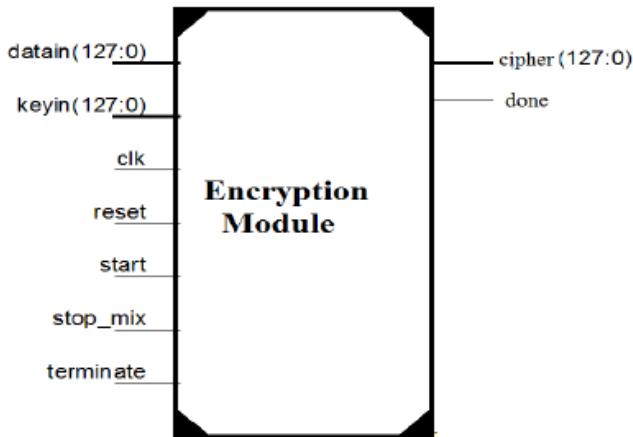 datain(127:0)
cipher(127:0)
keyin(127:0)
done
clk
Encryption
Module
reset
start
stop_mix
terminate